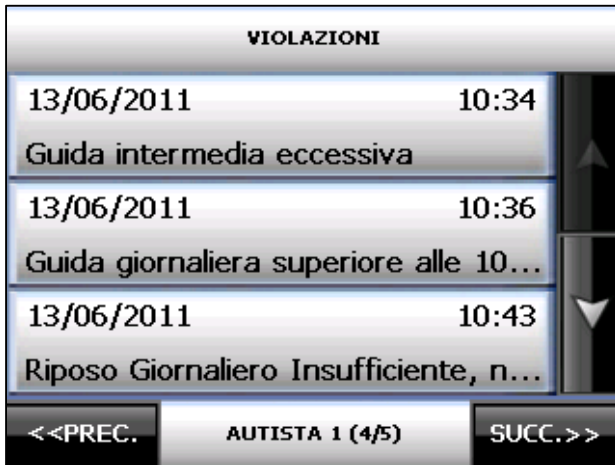 VIOLAZIONI
13/06/2011 10:34
Guida intermedia eccessiva
13/06/2011 10:36
Guida giornaliera superiore alle 10...
13/06/2011 10:43
Riposo Giornaliero Insufficiente, n...
<<PREC. AUTISTA 1 (4/5) SUCC.>>